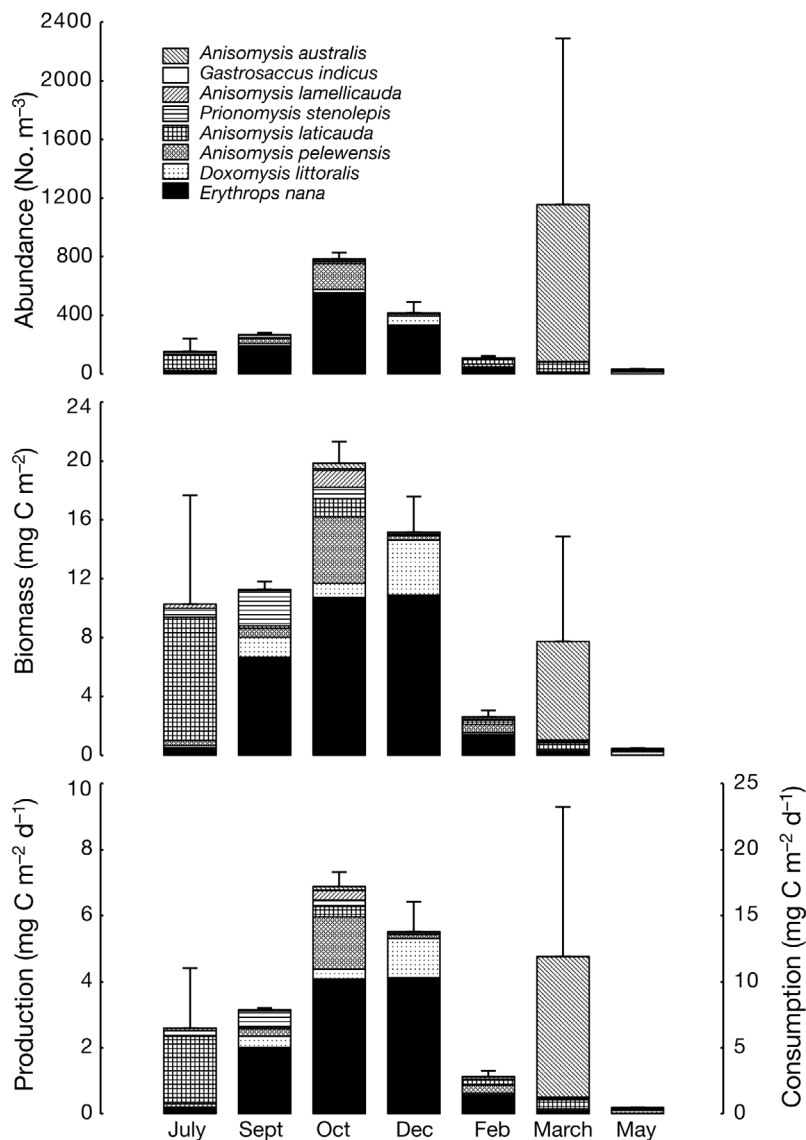 2400
2000
1600
1200
800
400
0
Abundance (No. m⁻³)
Anisomysis australis
Gastrosaccus indicus
Anisomysis lamellicauda
Prionomysis stenolepis
Anisomysis laticauda
Anisomysis pelewensis
Doxomysis littoralis
Erythrops nana
24
20
16
12
8
4
0
Biomass (mg C m⁻²)
10
8
6
4
2
0
Production (mg C m⁻² d⁻¹)
25
20
15
10
5
0
Consumption (mg C m⁻² d⁻¹)
July Sept Oct Dec Feb March May